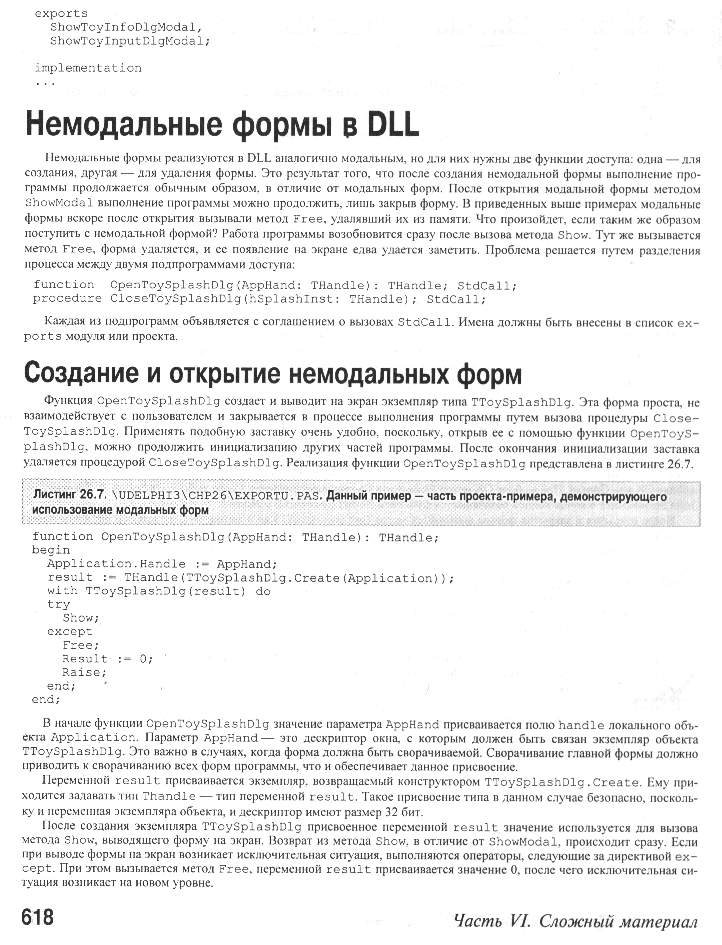 exports
ShowToyInfoDlgModal,
ShowToyInputDlgModal;
implementation
...
Немодальные формы в DLL
Немодальные формы реализуются в DLL аналогично модальным, но для них нужны две функции доступа: одна — для
создания, другая — для удаления формы. Это результат того, что после создания немодальной формы выполнение про-
граммы продолжается обычным образом, в отличие от модальных форм. После открытия модальной формы методом
ShowModal выполнение программы можно продолжить, лишь закрыв форму. В приведенных выше примерах модальные
формы вскоре после открытия вызывали метод Free, удалявший их из памяти. Что произойдет, если таким же образом
поступить с немодальной формой? Работа программы возобновится сразу после вызова метода Show. Тут же вызывается
метод Free, форма удаляется, и ее появление на экране едва удается заметить. Проблема решается путем разделения
процесса между двумя подпрограммами доступа:
function OpenToySplashDlg(AppHand: THandle): THandle; StdCall;
procedure CloseToySplashDlg(hSplashInst: THandle); StdCall;
Каждая из подпрограмм объявляется с соглашением о вызовах StdCall. Имена должны быть внесены в список ex-
ports модуля или проекта.
Создание и открытие немодальных форм
Функция OpenToySplashDlg создает и выводит на экран экземпляр типа TToySplashDlg. Эта форма проста, не
взаимодействует с пользователем и закрывается в процессе выполнения программы путем вызова процедуры Close-
ToySplashDlg. Применять подобную заставку очень удобно, поскольку, открыв ее с помощью функции OpenToyS-
plashDlg, можно продолжить инициализацию других частей программы. После окончания инициализации заставка
удаляется процедурой CloseToySplashDlg. Реализация функции OpenToySplashDlg представлена в листинге 26.7.
Листинг 26.7. \UDELPHI3\CHP26\EXPORTU.PAS. Данный пример — часть проекта-примера, демонстрирующего
использование модальных форм
function OpenToySplashDlg(AppHand: THandle): THandle;
begin
Application.Handle := AppHand;
result := THandle(TToySplashDlg.Create(Application));
with TToySplashDlg(result) do
try
Show;
except
Free;
Result := 0;
Raise;
end;
end;
В начале функции OpenToySplashDlg значение параметра AppHand присваивается полю handle локального объ-
екта Application. Параметр AppHand — это дескриптор окна, с которым должен быть связан экземпляр объекта
TToySplashDlg. Это важно в случаях, когда форма должна быть сворачиваемой. Сворачивание главной формы должно
приводить к сворачиванию всех форм программы, что и обеспечивает данное присвоение.
Переменной result присваивается экземпляр, возвращаемый конструктором TToySplashDlg.Create. Ему при-
ходится задавать тип Thandle — тип переменной result. Такое присвоение типа в данном случае безопасно, посколь-
ку и переменная экземпляра объекта, и дескриптор имеют размер 32 бит.
После создания экземпляра TToySplashDlg присвоенное переменной result значение используется для вызова
метода Show, выводящего форму на экран. Возврат из метода Show, в отличие от ShowModal, происходит сразу. Если
при выводе формы на экран возникает исключительная ситуация, выполняются операторы, следующие за директивой ex-
cept. При этом вызывается метод Free, переменной result присваивается значение 0, после чего исключительная си-
туация возникает на новом уровне.
618
Часть VI. Сложный материал